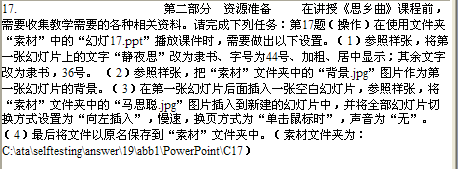 17.　　　　　　　　　　第二部分　资源准备　　在讲授《思乡曲》课程前，
需要收集教学需要的各种相关资料。请完成下列任务：第17题（操作）在使用文件夹
“素材”中的“幻灯17.ppt”播放课件时，需要做出以下设置。（1）参照样张，将第
一张幻灯片上的文字“静夜思”改为隶书、字号为44号、加粗、居中显示；其余文字
改为隶书，36号。（2）参照样张，把“素材”文件夹中的“背景.jpg”图片作为第
一张幻灯片的背景。（3）在第一张幻灯片后面插入一张空白幻灯片，参照样张，将
“素材”文件夹中的“马思聪.jpg”图片插入到新建的幻灯片中，并将全部幻灯片切
换方式设置为“向左插入”，慢速，换页方式为“单击鼠标时”，声音为“无”。
（4）最后将文件以原名保存到“素材”文件夹中。（素材文件夹为：
C:\ata\selftesting\answer\19\abb1\PowerPoint\C17）